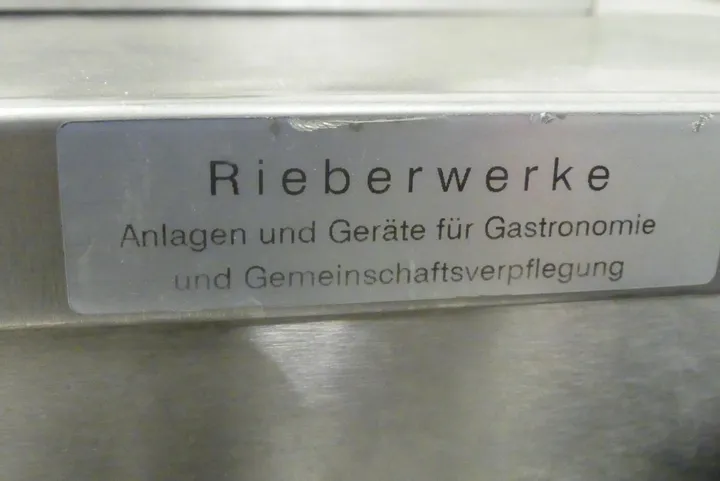 Rieberwerke
Anlagen und Geräte für Gastronomie
und Gemeinschaftsverpflegung